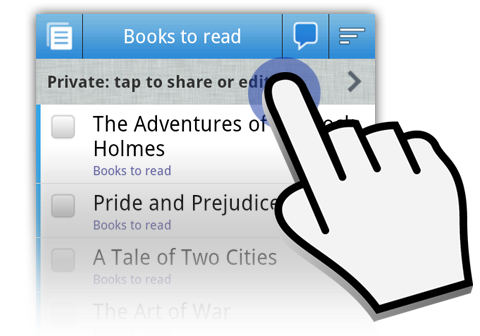 Books to read
Private: tap to share or edit
The Adventures of
Holmes
Books to read
Pride and Prejudice
Books to read
A Tale of Two Cities
Books to read
The Art of War